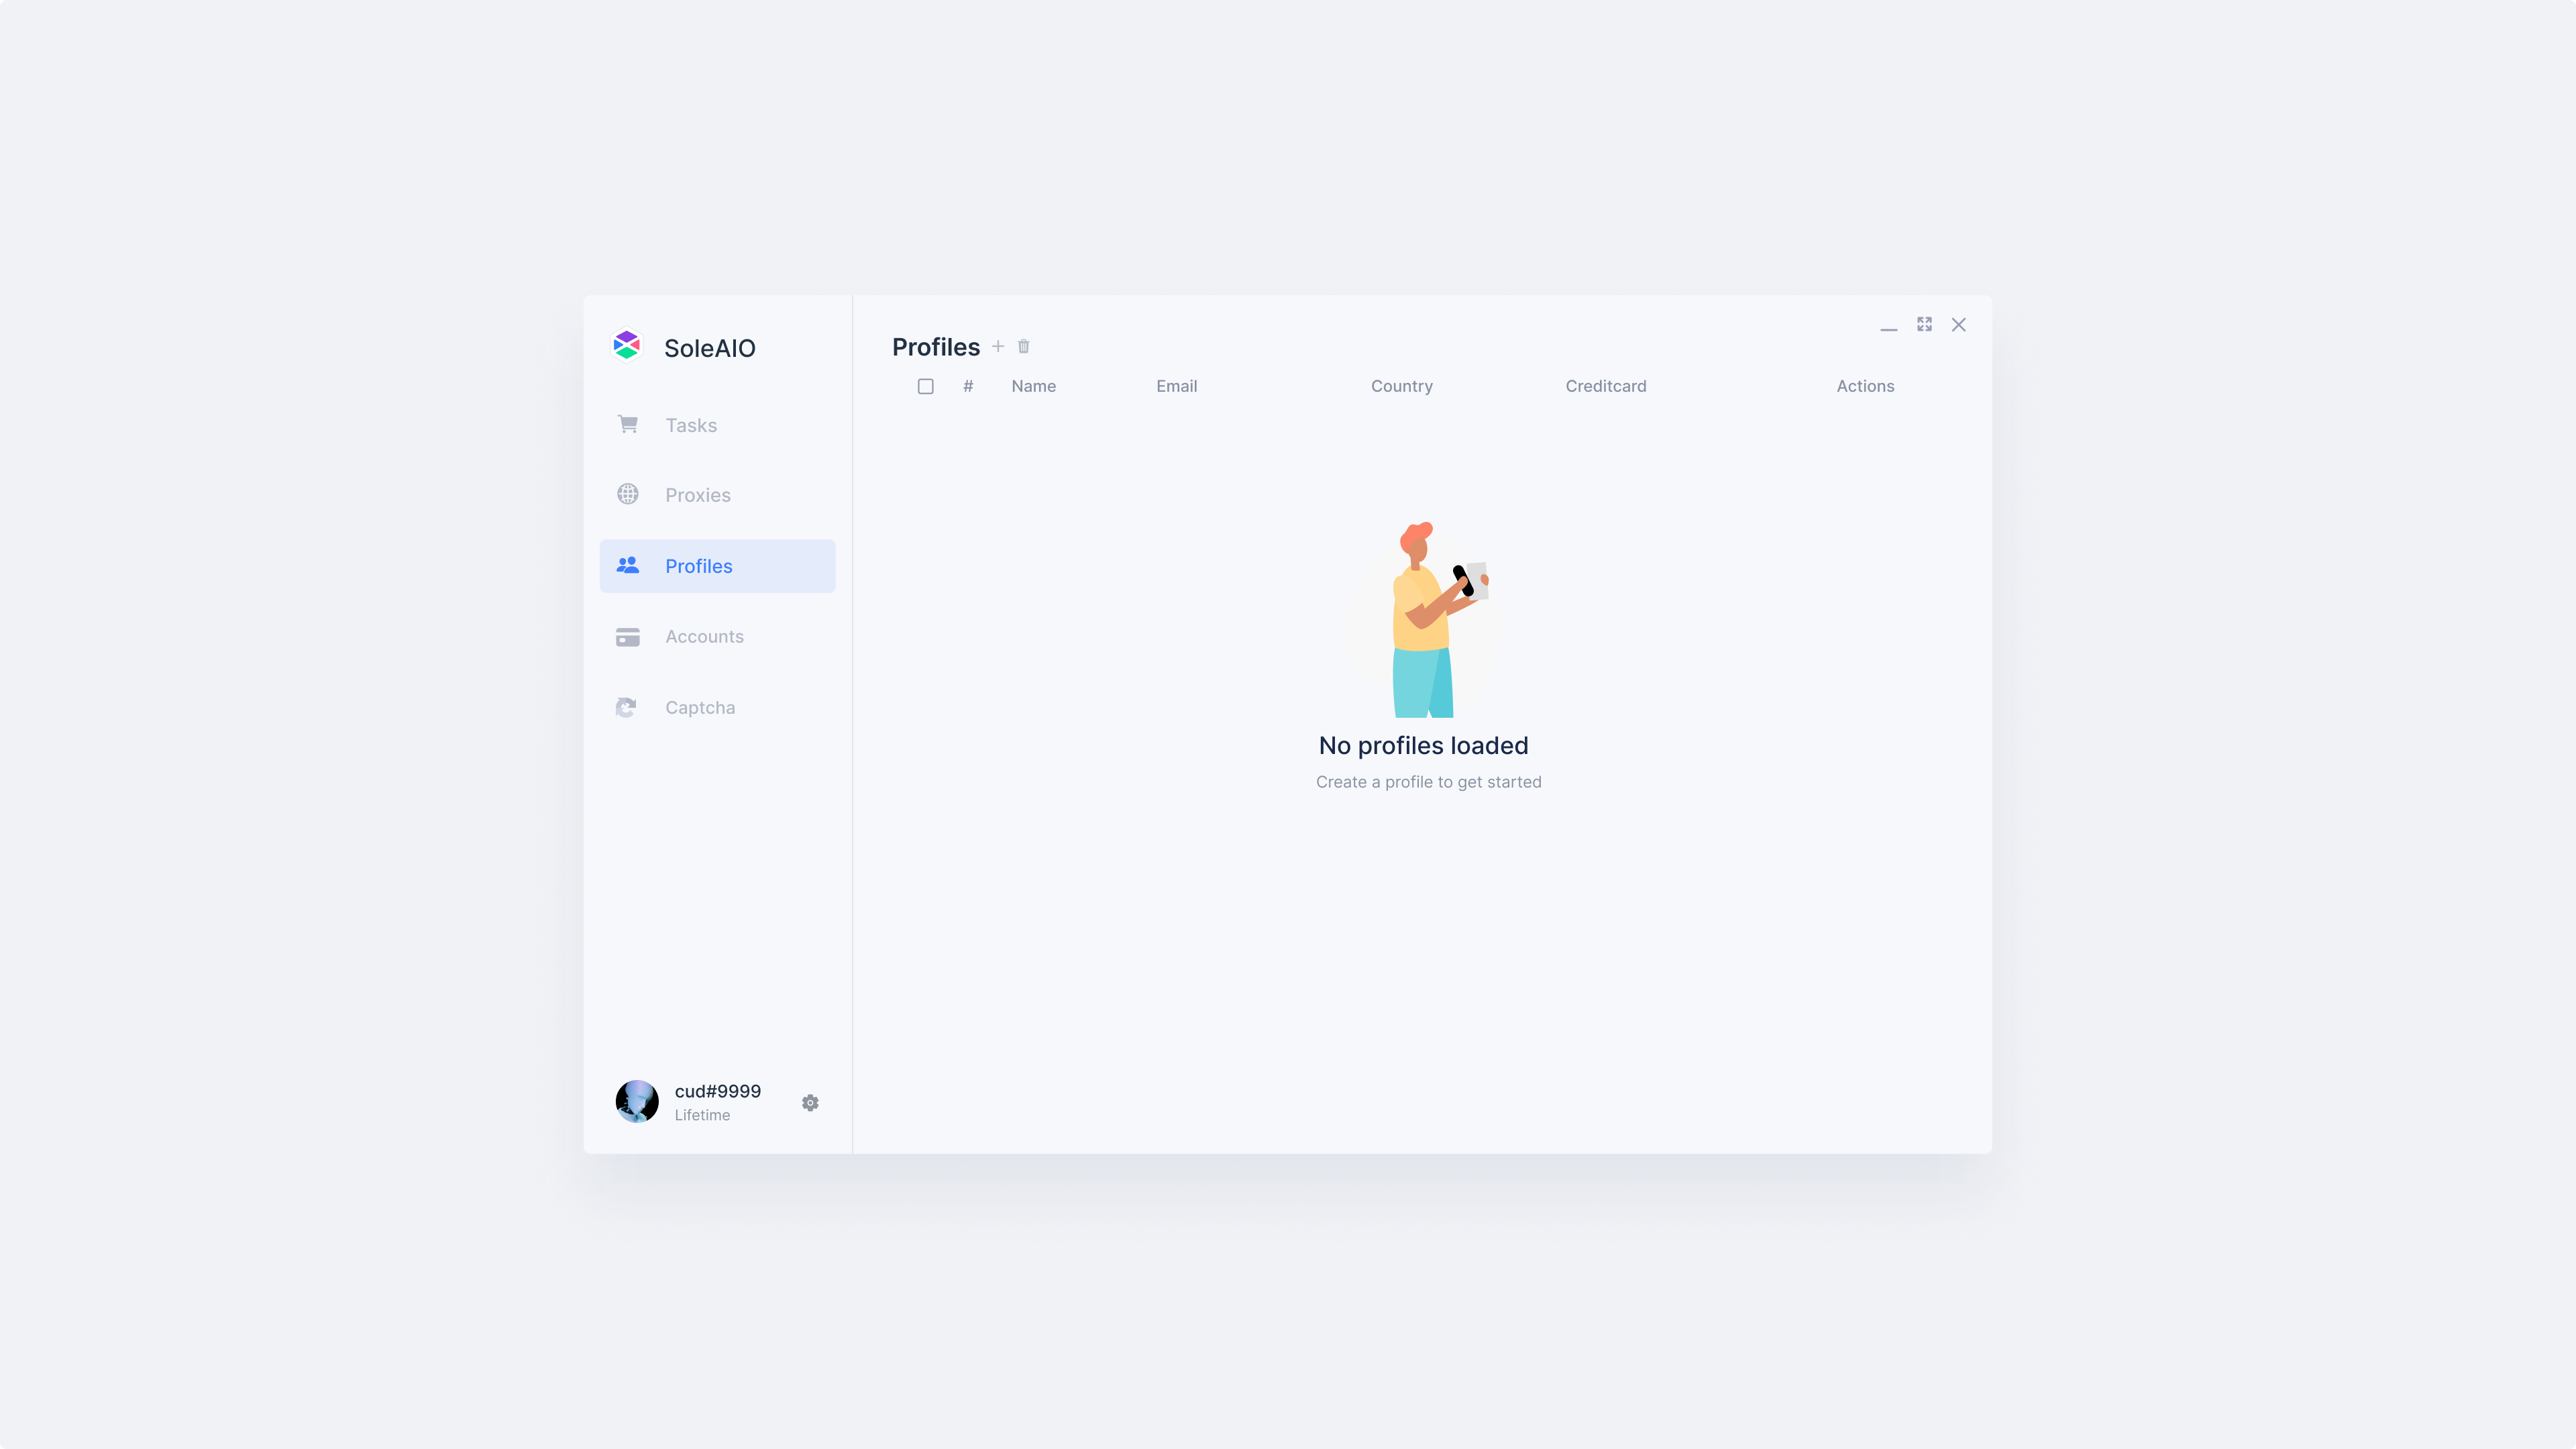 SoleAIO
Tasks
Proxies
Profiles
Accounts
Captcha
cud#9999
Lifetime
Profiles
# Name Email Country Creditcard Actions
No profiles loaded
Create a profile to get started